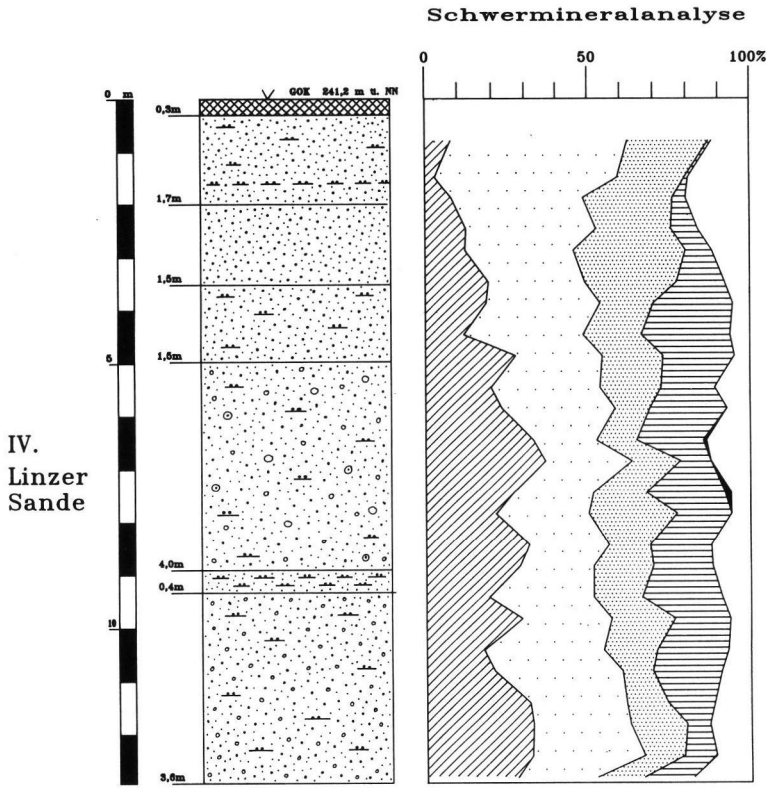 Schwermineralanalyse
0 50 100%
0 m
GOK 241,2 m u. NN
0,3m
1,7m
1,5m
5
1,5m
IV.
Linzer
Sande
4,0m
0,4m
10
3,6m